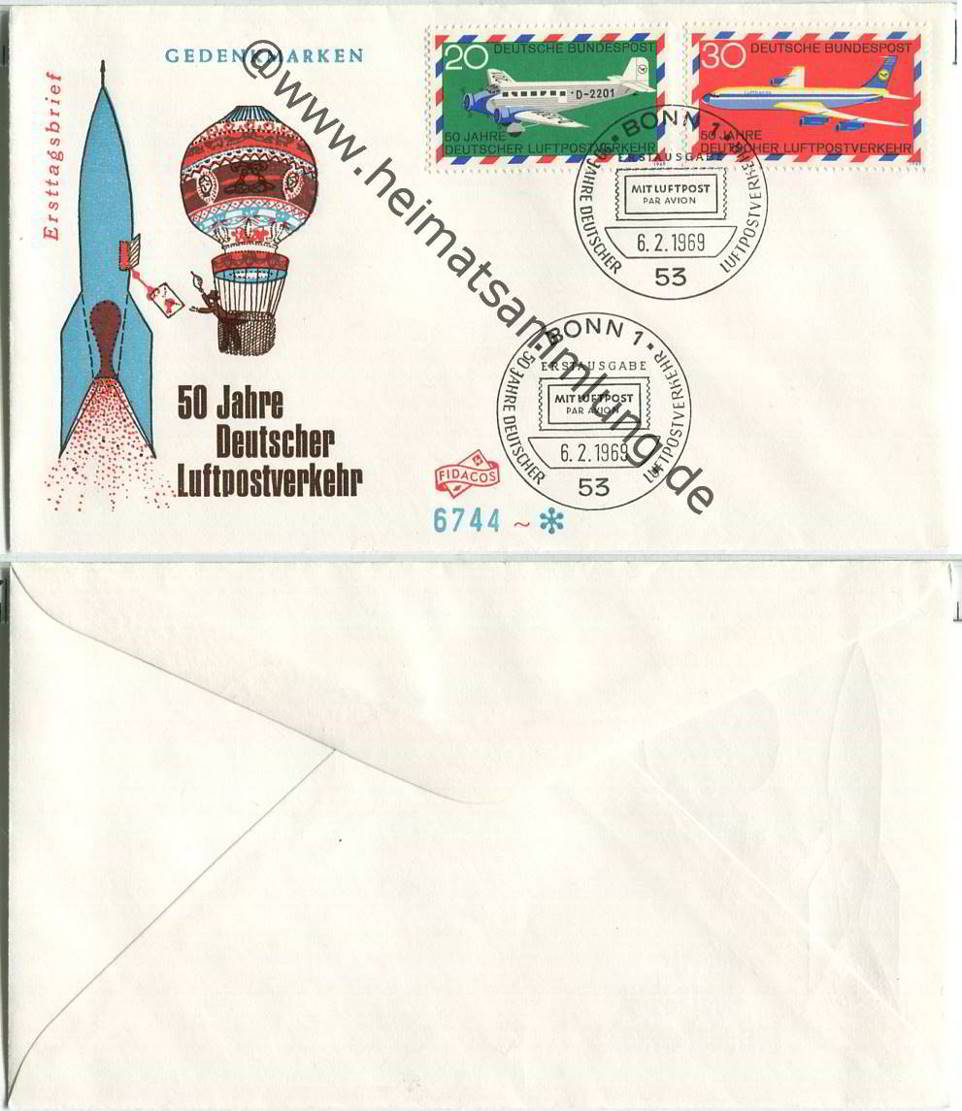 GEDENKMARKEN
Ersttagsbrief
20 DEUTSCHE BUNDESPOST
D-2201
50 JAHRE
DEUTSCHER LUFTPOSTVERKEHR
30 DEUTSCHE BUNDESPOST
Lufthansa
50 JAHRE
DEUTSCHER LUFTPOSTVERKEHR
BONN 1
50 JAHRE DEUTSCHER LUFTPOSTVERKEHR
ERSTAUSGABE
MIT LUFTPOST
PAR AVION
6.2.1969
53
BONN 1
50 JAHRE DEUTSCHER LUFTPOSTVERKEHR
ERSTAUSGABE
MIT LUFTPOST
PAR AVION
6.2.1969
53
50 Jahre
Deutscher
Luftpostverkehr
FIDACOS
6744 ~ *
@www.heimatsammlung.de